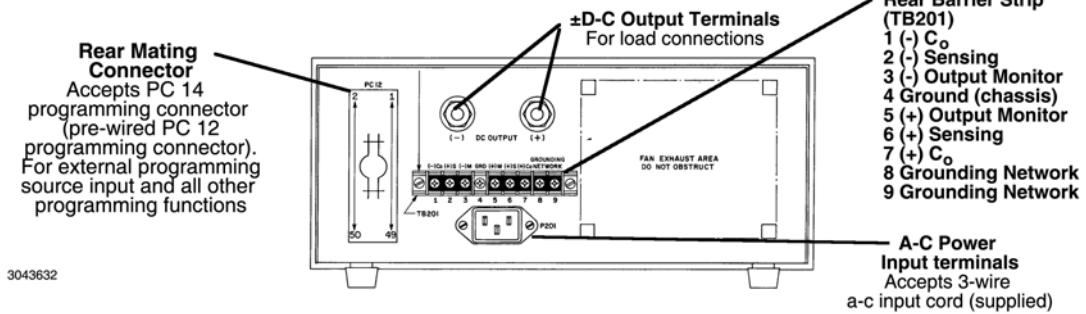 Rear Mating
Connector
Accepts PC 14
programming connector
(pre-wired PC 12
programming connector).
For external programming
source input and all other
programming functions
±D-C Output Terminals
For load connections
Rear Barrier Strip
(TB201)
1 (-) Co
2 (-) Sensing
3 (-) Output Monitor
4 Ground (chassis)
5 (+) Output Monitor
6 (+) Sensing
7 (+) Co
8 Grounding Network
9 Grounding Network
PC 12
2 1
50 49
(-) DC OUTPUT (+)
GROUNDING
(-)Co (+)S (-)M GRD (+)M (+)S (+)Co NETWORK
1 2 3 4 5 6 7 8 9
TB201
P201
FAN EXHAUST AREA
DO NOT OBSTRUCT
A-C Power
Input terminals
Accepts 3-wire
a-c input cord (supplied)
3043632